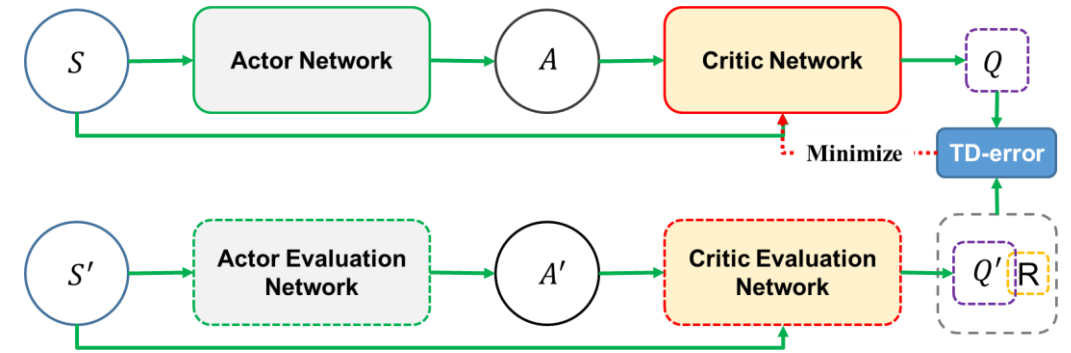 S
Actor Network
A
Critic Network
Q
Minimize
TD-error
S′
Actor Evaluation
Network
A′
Critic Evaluation
Network
Q′
R